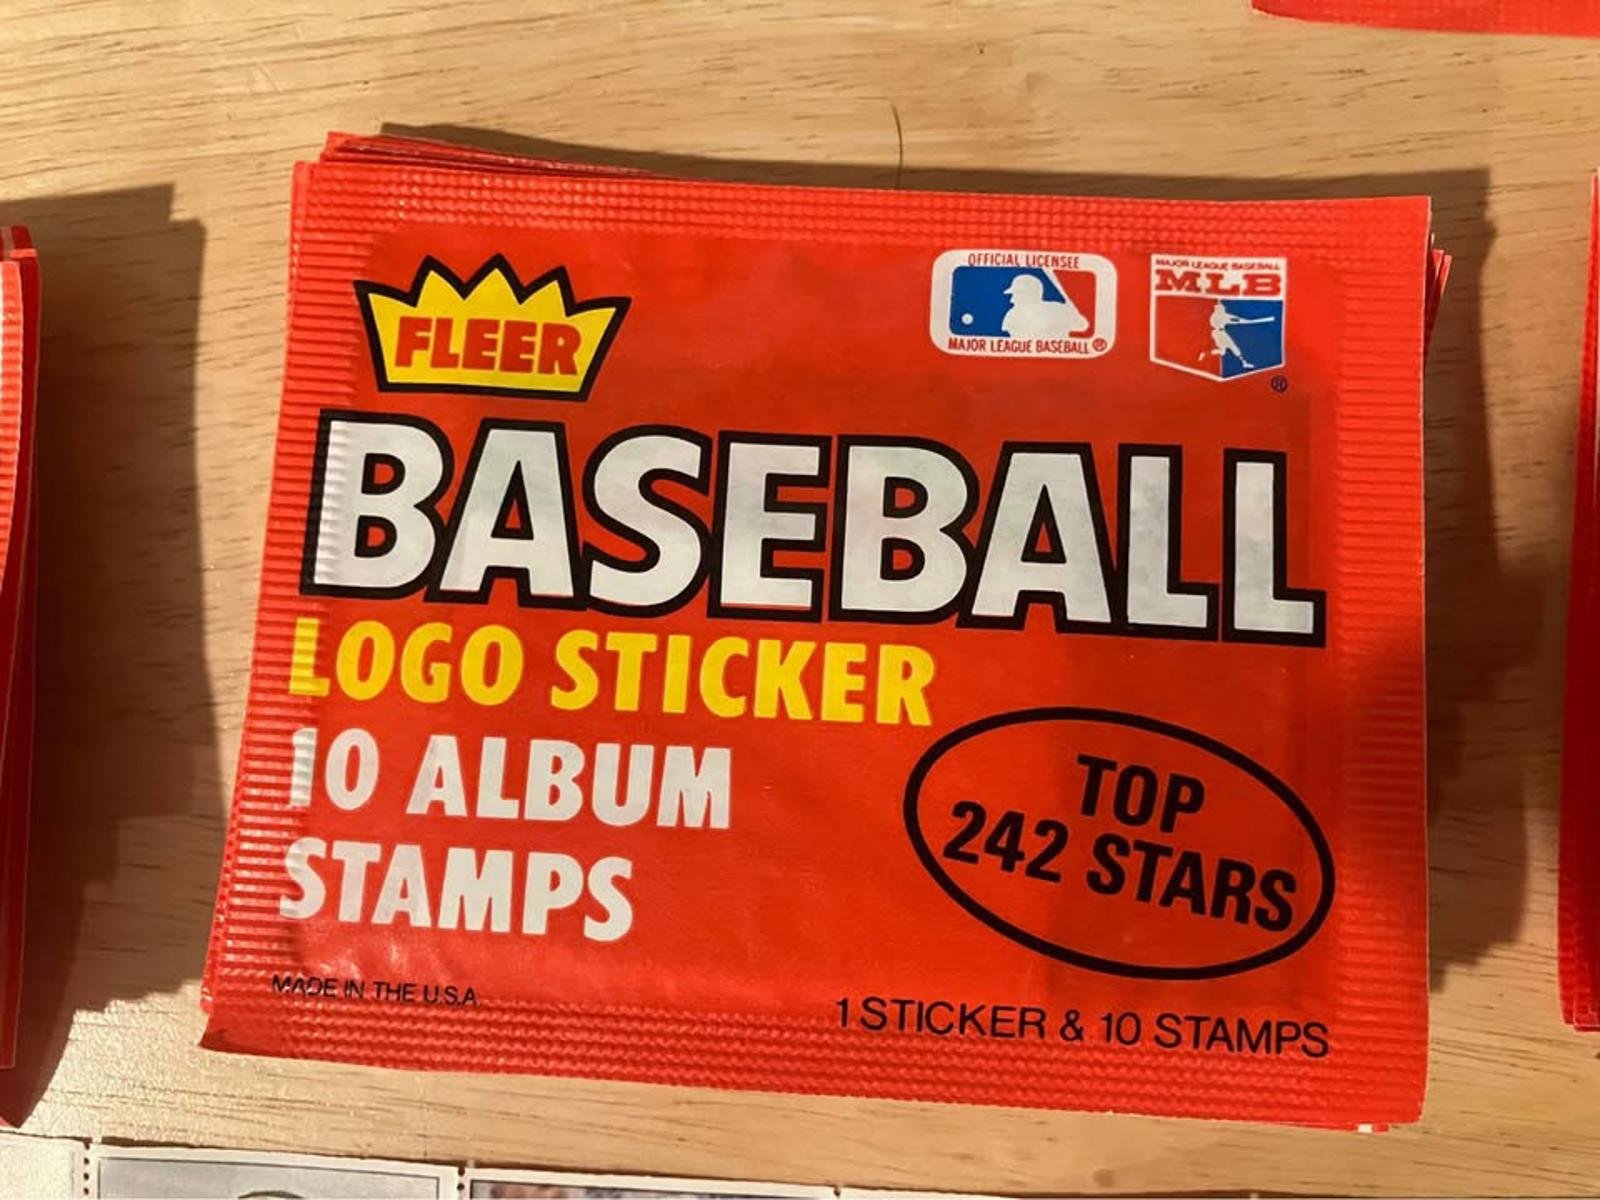 FLEER
OFFICIAL LICENSEE
MAJOR LEAGUE BASEBALL®
MAJOR LEAGUE BASEBALL
MLB
®
BASEBALL
LOGO STICKER
10 ALBUM
STAMPS
TOP
242 STARS
MADE IN THE U.S.A.
1 STICKER & 10 STAMPS